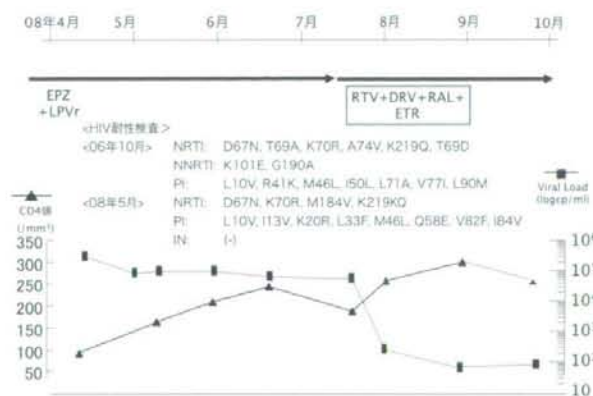 08年4月 5月 6月 7月 8月 9月 10月
EPZ
+LPVr
RTV+DRV+RAL+
ETR
<HIV耐性検査>
<06年10月> NRTI: D67N, T69A, K70R, A74V, K219Q, T69D
NNRTI: K101E, G190A
PI: L10V, R41K, M46L, I50L, L71A, V77I, L90M
<08年5月> NRTI: D67N, K70R, M184V, K219KQ
PI: L10V, I13V, K20R, L33F, M46L, Q58E, V82F, I84V
IN: (-)
CD4値
(/mm³)
Viral Load
(logcp/ml)
350
300
250
200
150
100
50
10